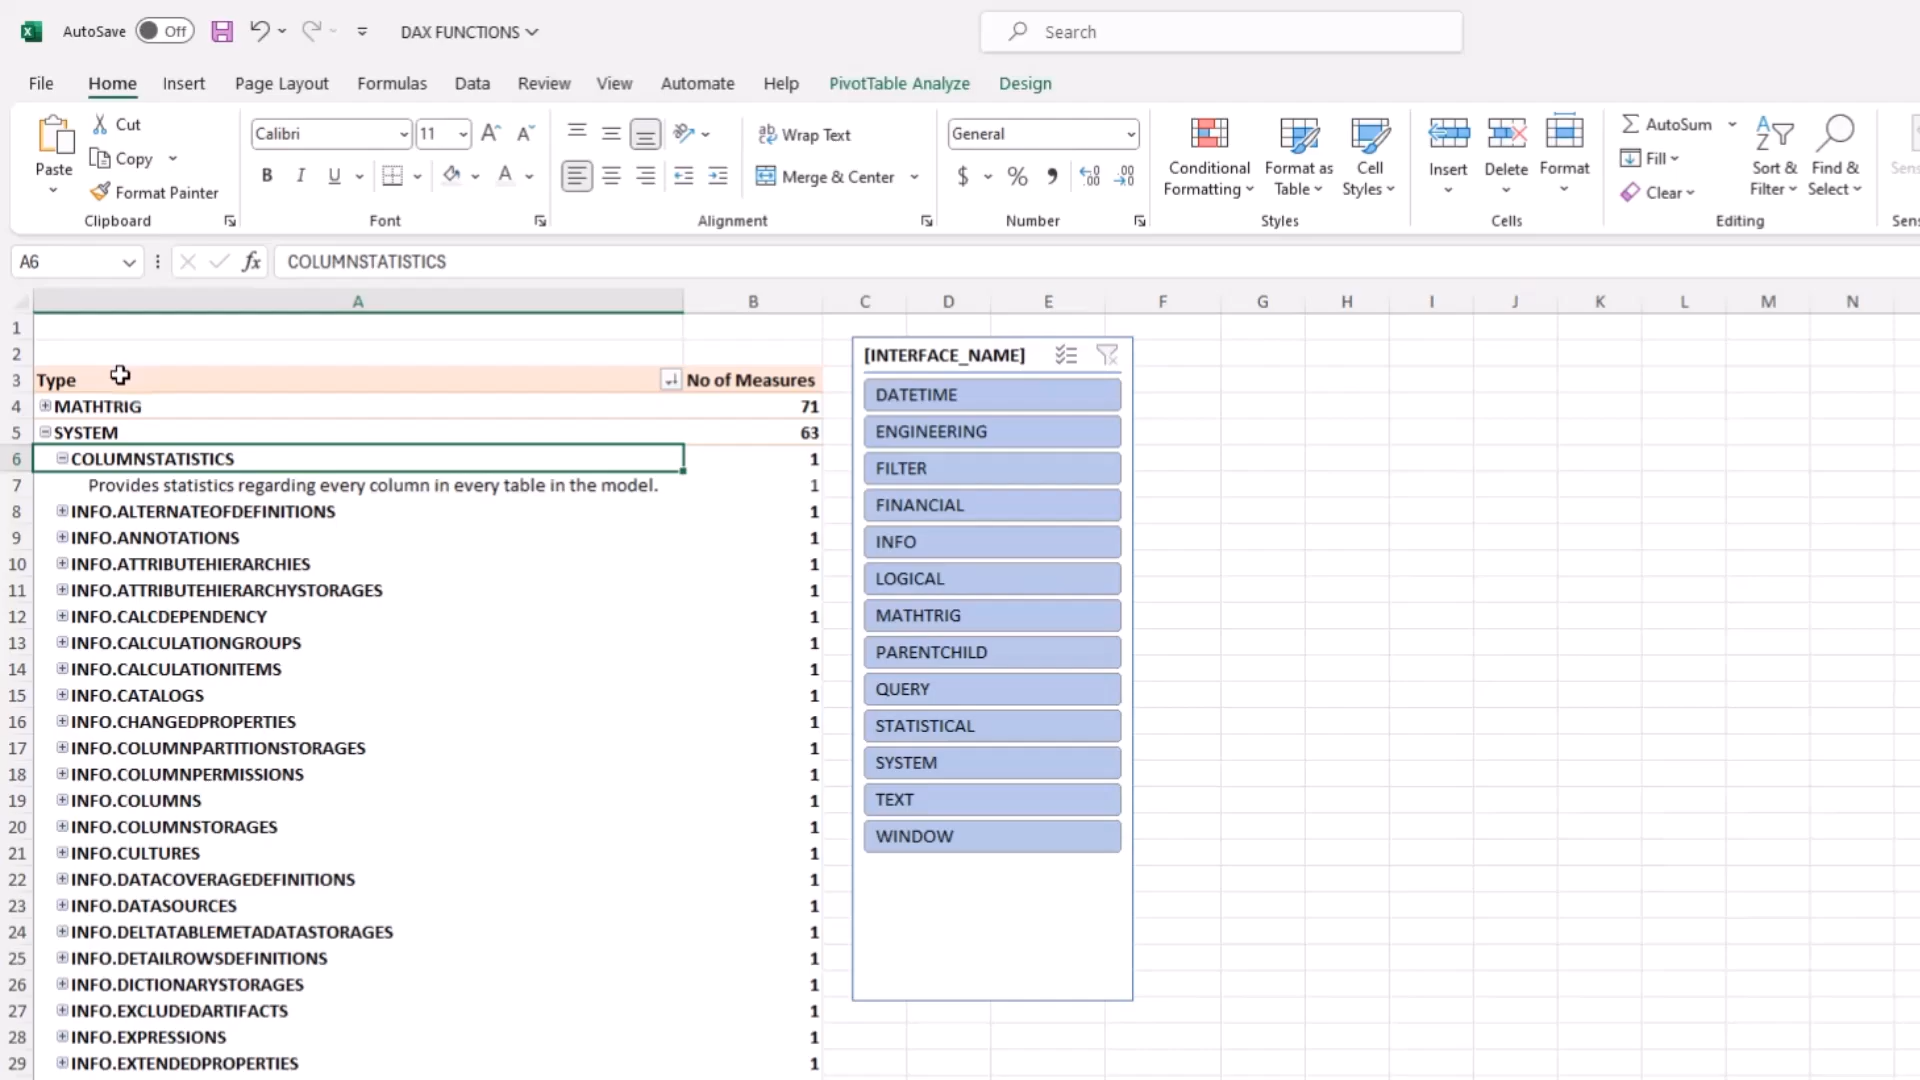 AutoSave Off DAX FUNCTIONS Search
File Home Insert Page Layout Formulas Data Review View Automate Help PivotTable Analyze Design
Paste
Cut
Copy
Format Painter
Clipboard
Calibri 11
B I U
Font
Wrap Text
Merge & Center
Alignment
General
$ % 9
Number
Conditional Formatting
Format as Table
Cell Styles
Styles
Insert Delete Format
Cells
AutoSum
Fill
Clear
Sort & Filter
Find & Select
Editing
A6 fx COLUMNSTATISTICS
A B C D E F G H I J K L M N
1
2
3 Type No of Measures
4 MATHTRIG 71
5 SYSTEM 63
6 COLUMNSTATISTICS 1
7 Provides statistics regarding every column in every table in the model. 1
8 INFO.ALTERNATEOFDEFINITIONS 1
9 INFO.ANNOTATIONS 1
10 INFO.ATTRIBUTEHIERARCHIES 1
11 INFO.ATTRIBUTEHIERARCHYSTORAGES 1
12 INFO.CALCDEPENDENCY 1
13 INFO.CALCULATIONGROUPS 1
14 INFO.CALCULATIONITEMS 1
15 INFO.CATALOGS 1
16 INFO.CHANGEDPROPERTIES 1
17 INFO.COLUMNPARTITIONSTORAGES 1
18 INFO.COLUMNPERMISSIONS 1
19 INFO.COLUMNS 1
20 INFO.COLUMNSTORAGES 1
21 INFO.CULTURES 1
22 INFO.DATACOVERAGEDEFINITIONS 1
23 INFO.DATASOURCES 1
24 INFO.DELTATABLEMETADATASTORAGES 1
25 INFO.DETAILROWSDEFINITIONS 1
26 INFO.DICTIONARYSTORAGES 1
27 INFO.EXCLUDEDARTIFACTS 1
28 INFO.EXPRESSIONS 1
29 INFO.EXTENDEDPROPERTIES 1
[INTERFACE_NAME]
DATETIME
ENGINEERING
FILTER
FINANCIAL
INFO
LOGICAL
MATHTRIG
PARENTCHILD
QUERY
STATISTICAL
SYSTEM
TEXT
WINDOW